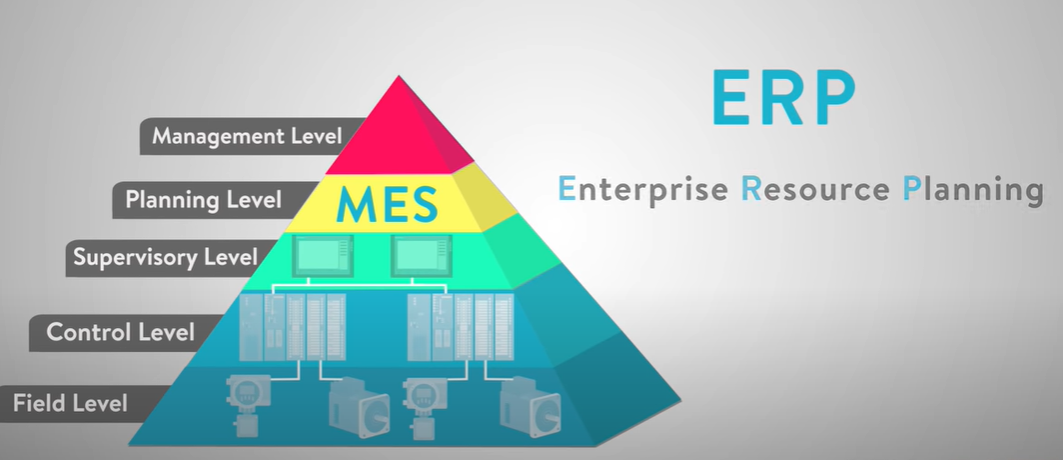 ERP
Enterprise Resource Planning
Management Level
Planning Level
MES
Supervisory Level
Control Level
Field Level